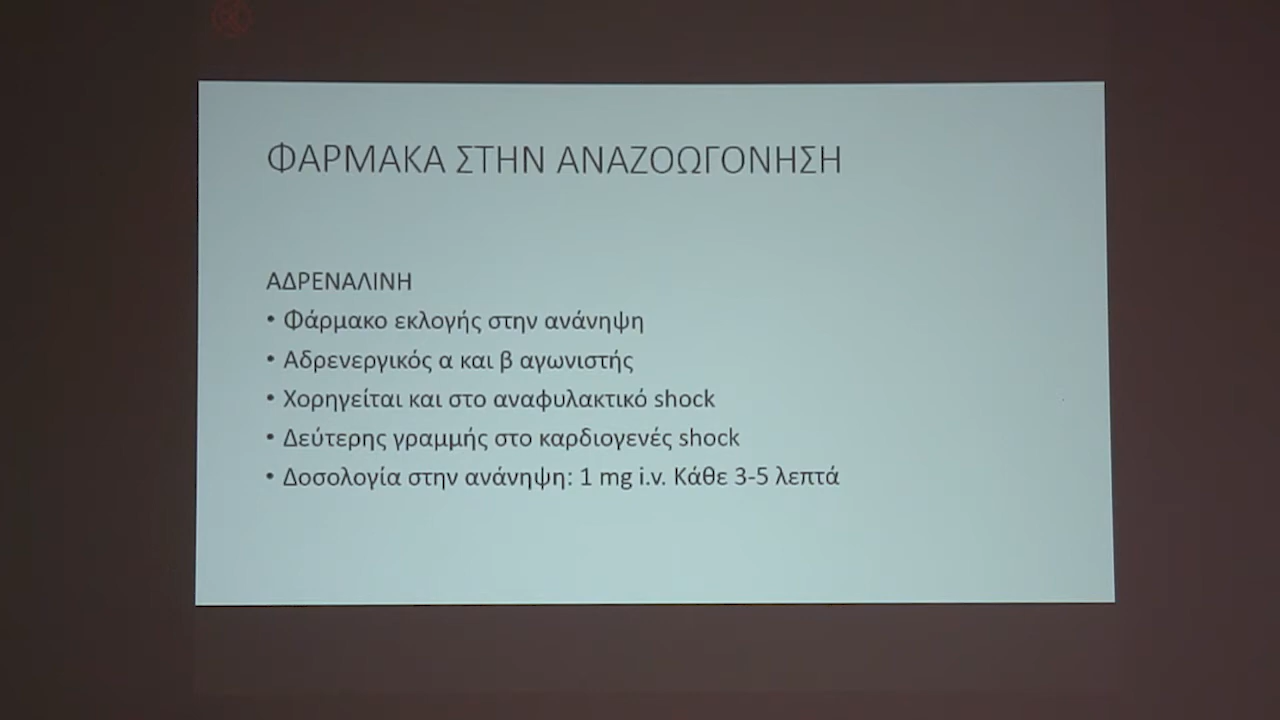 ΦΑΡΜΑΚΑ ΣΤΗΝ ΑΝΑΖΟΩΓΟΝΗΣΗ
ΑΔΡΕΝΑΛΙΝΗ
• Φάρμακο εκλογής στην ανάνηψη
• Αδρενεργικός α και β αγωνιστής
• Χορηγείται και στο αναφυλακτικό shock
• Δεύτερης γραμμής στο καρδιογενές shock
• Δοσολογία στην ανάνηψη: 1 mg i.v. Κάθε 3-5 λεπτά